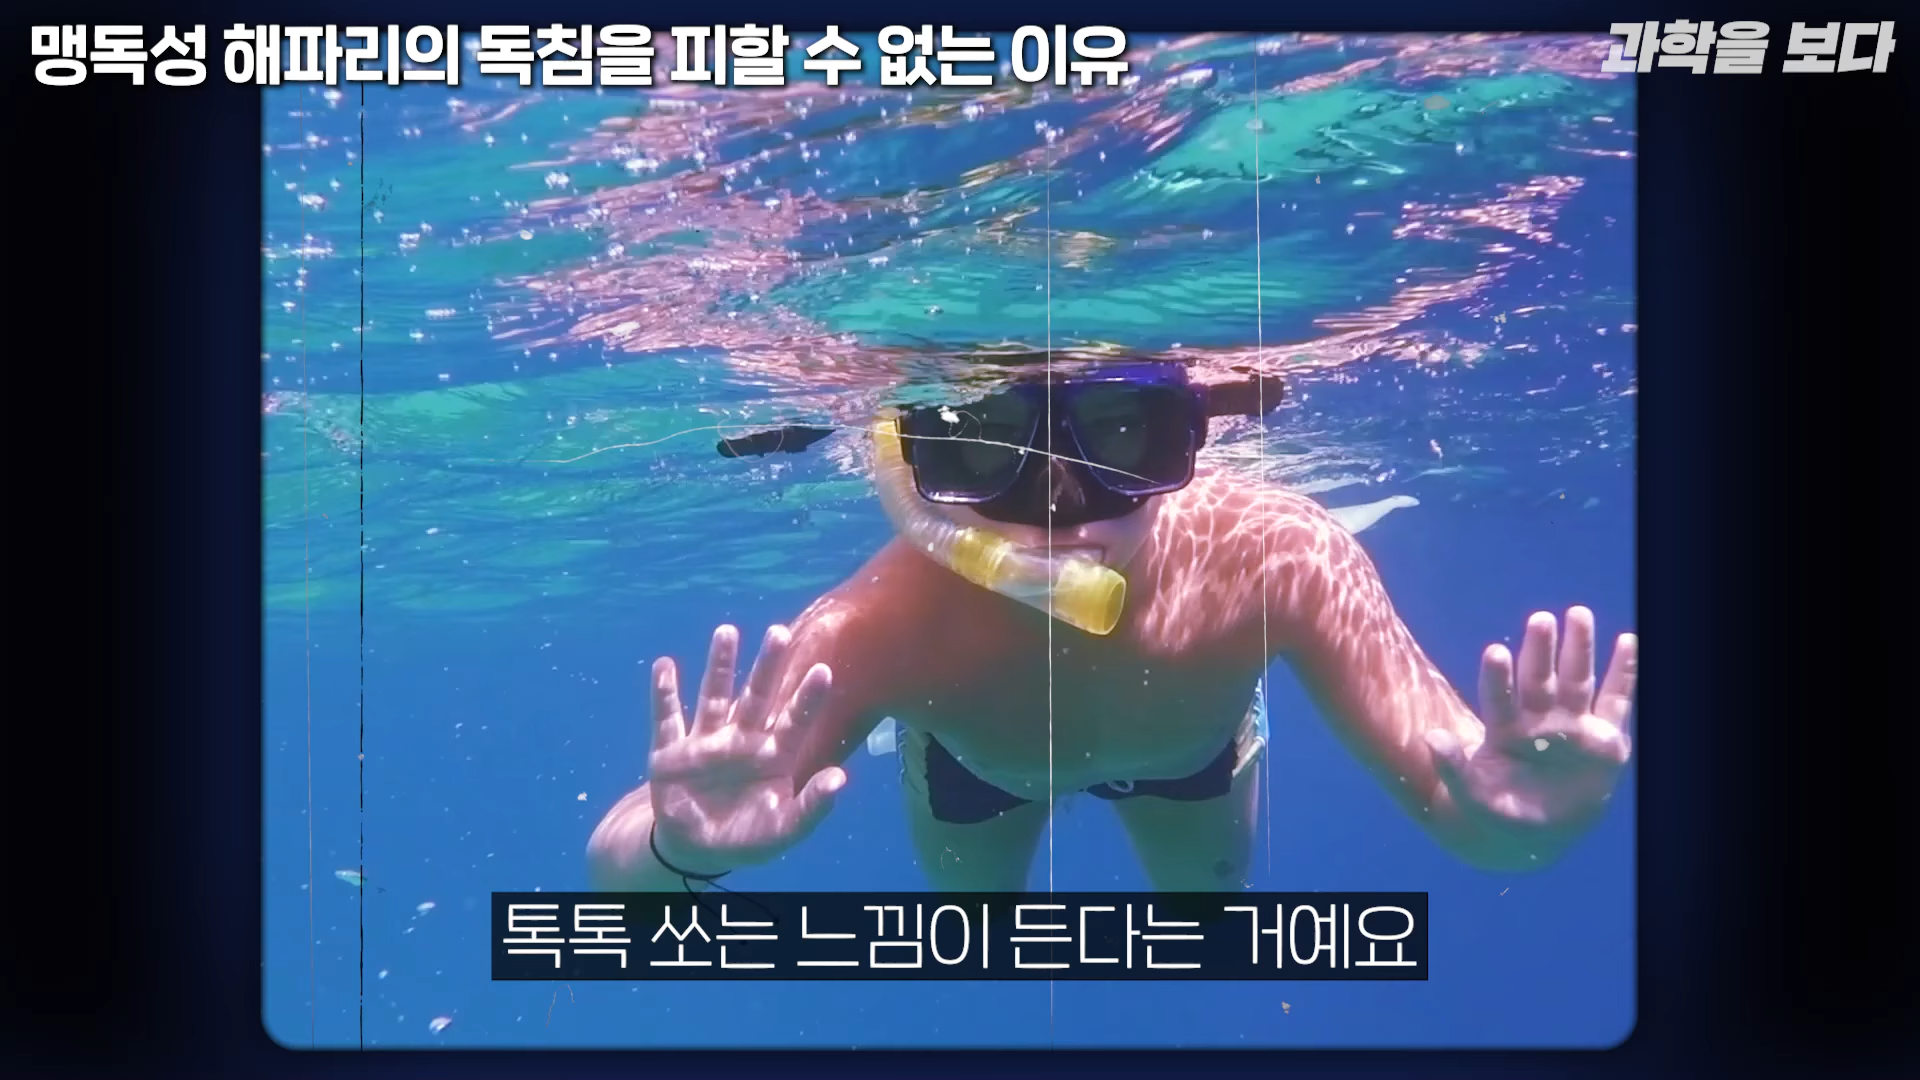 맹독성 해파리의 독침을 피할 수 없는 이유
과학을 보다
톡톡 쏘는 느낌이 든다는 거예요